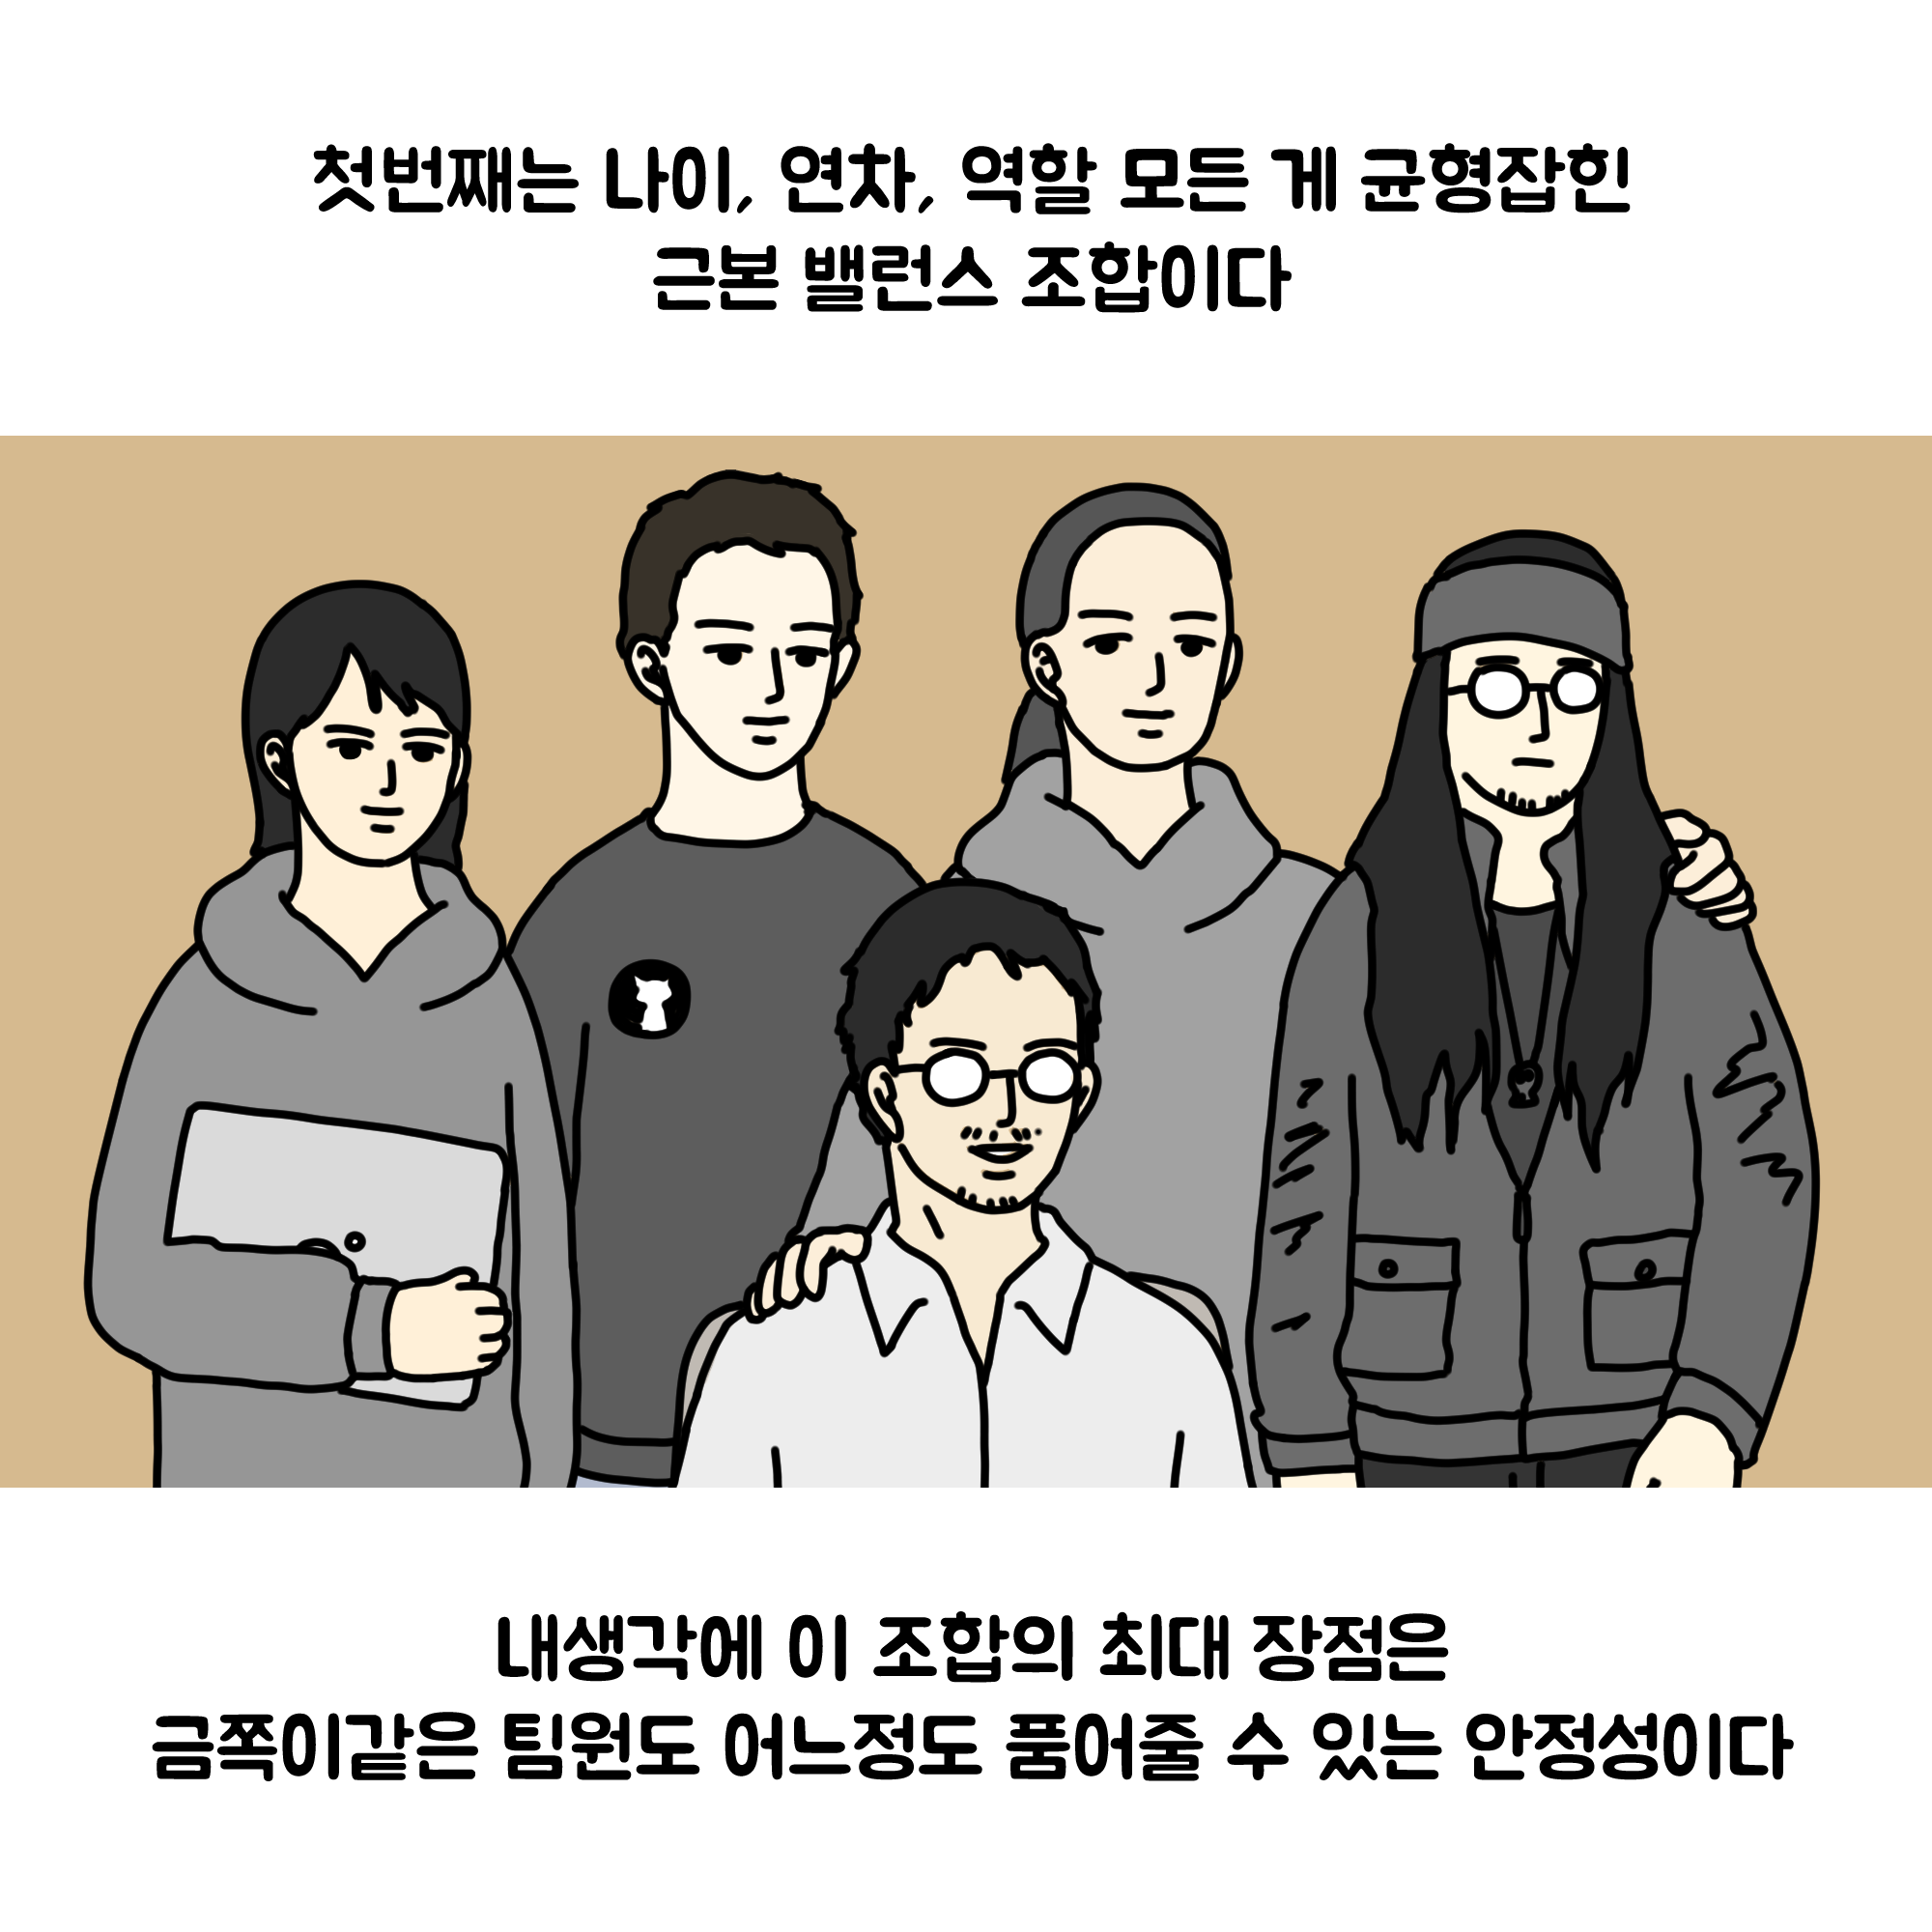 첫번째는 나이, 연차, 역할 모든 게 균형잡힌
근본 밸런스 조합이다
내생각에 이 조합의 최대 장점은
금쪽이같은 팀원도 어느정도 품어줄 수 있는 안정성이다